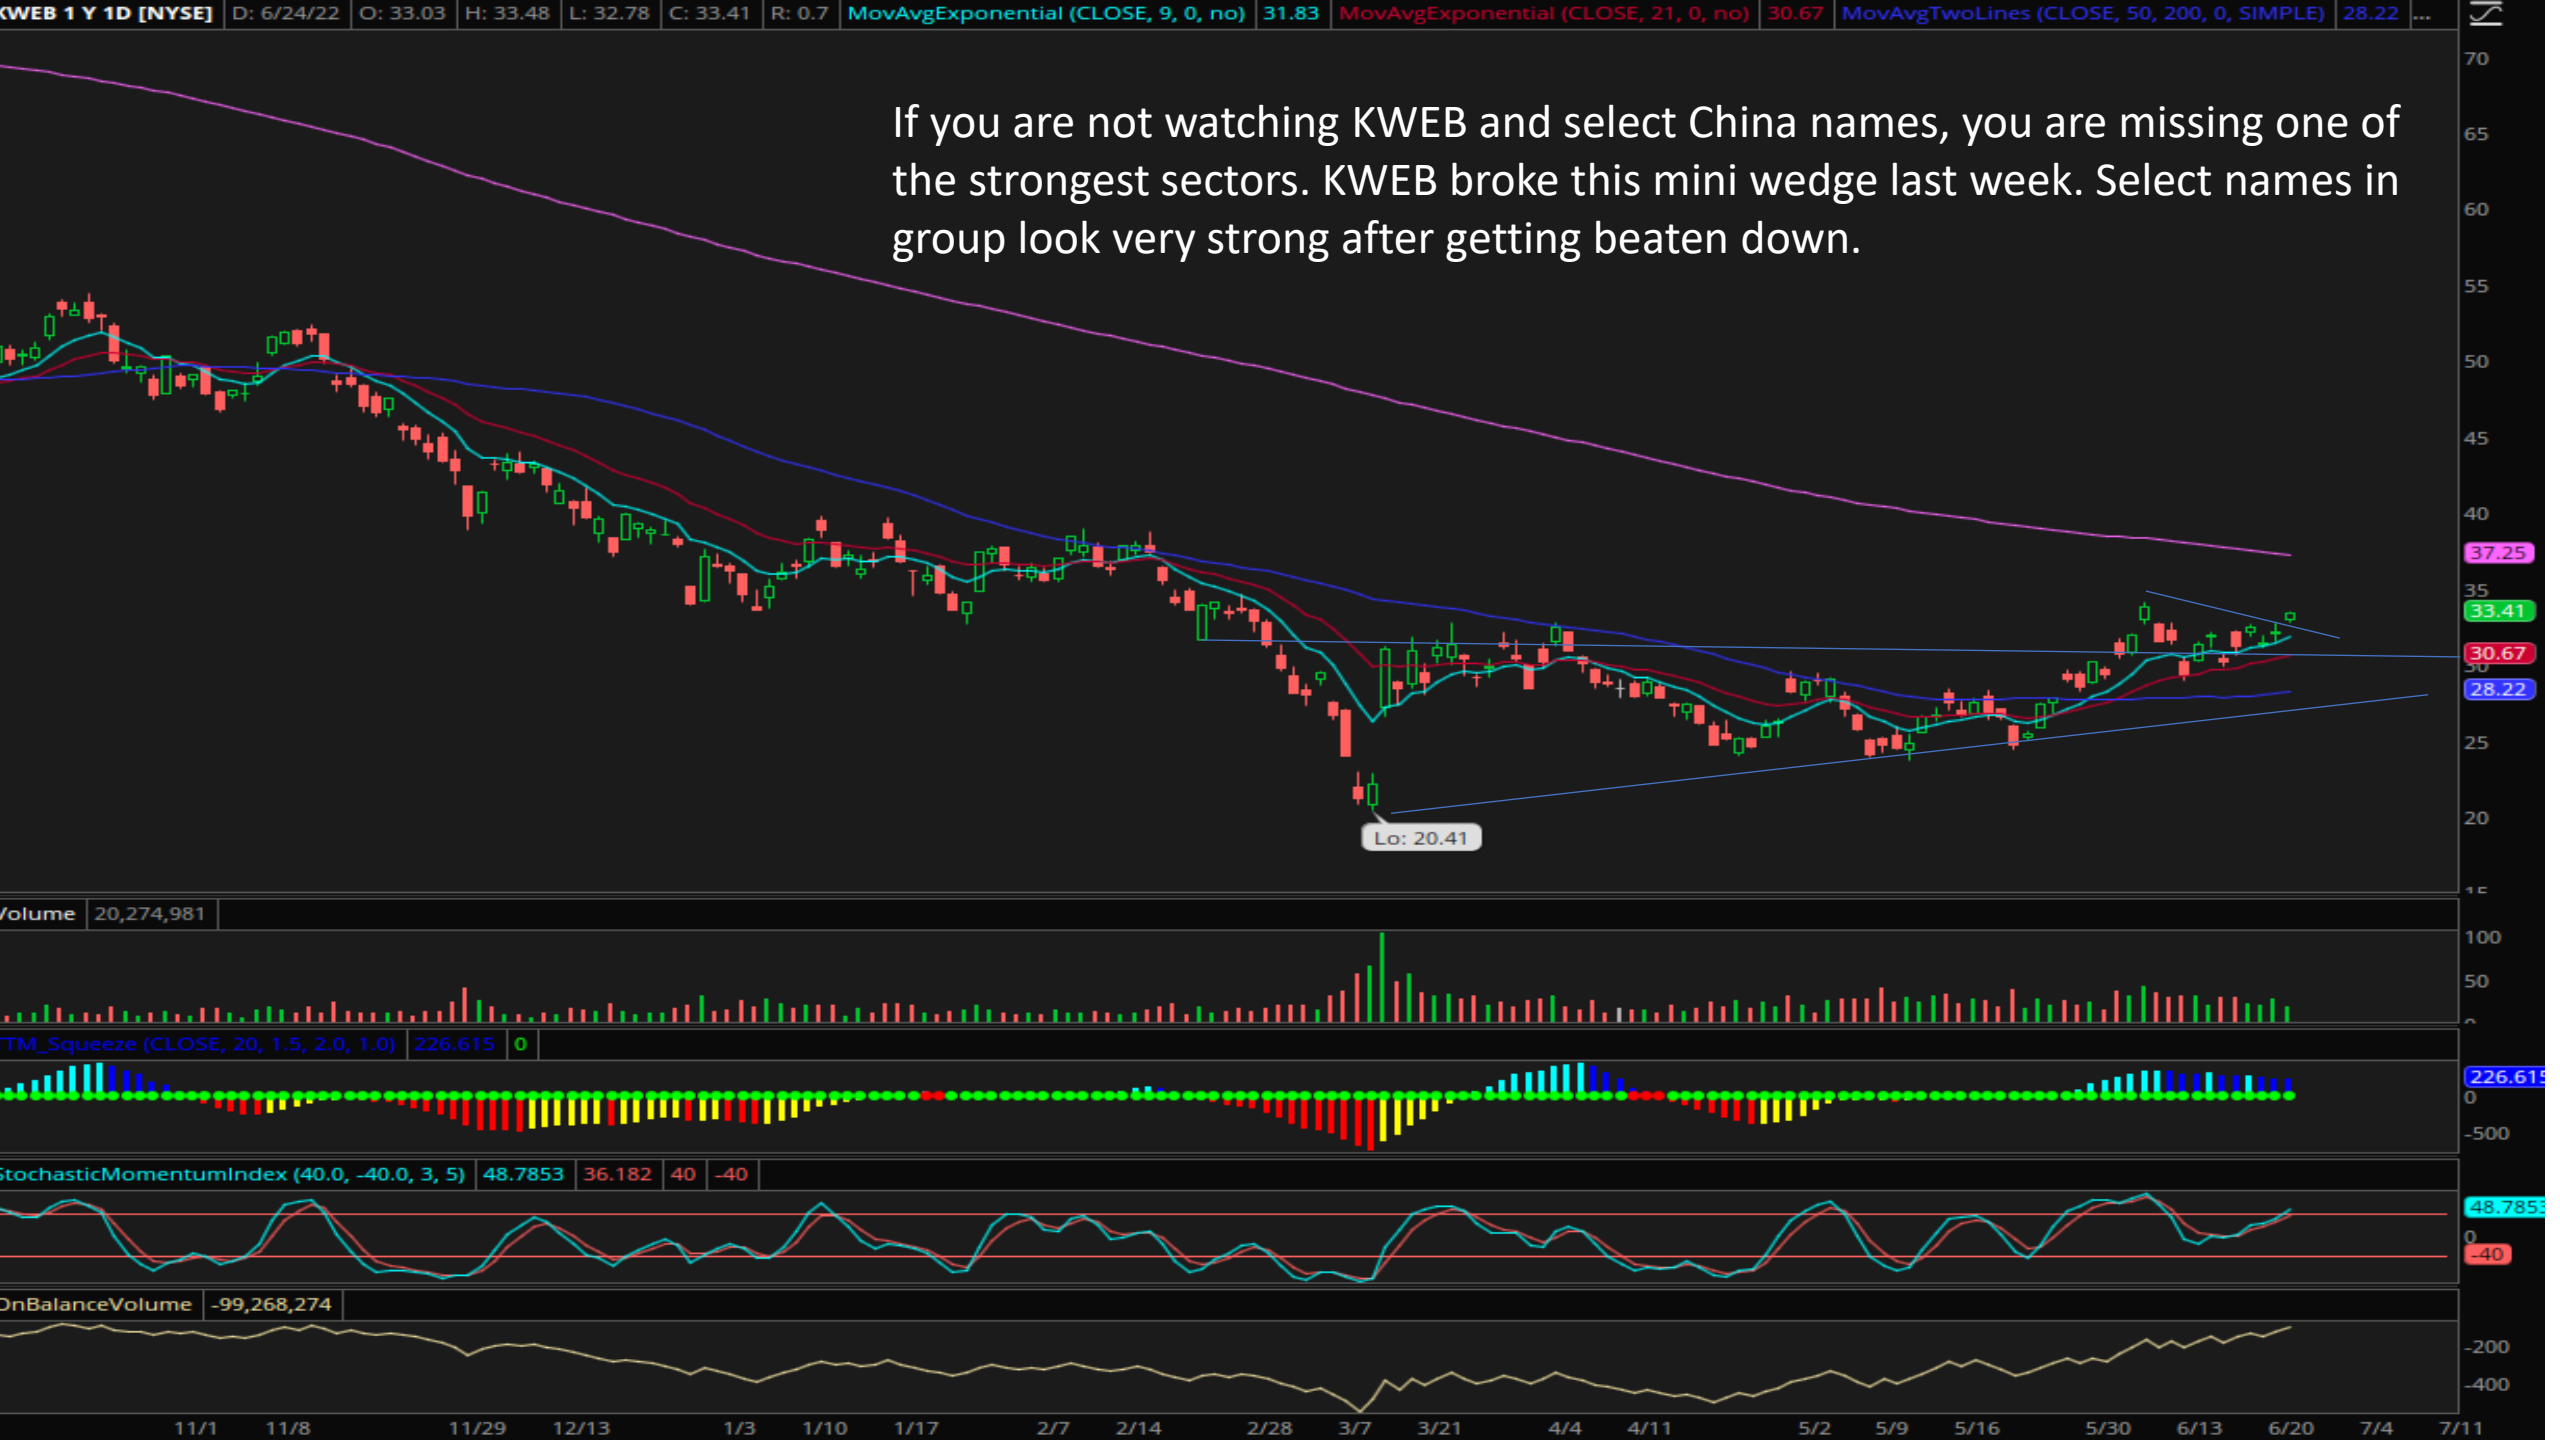 KWEB 1 Y 1D [NYSE] D: 6/24/22 O: 33.03 H: 33.48 L: 32.78 C: 33.41 R: 0.7 MovAvgExponential (CLOSE, 9, 0, no) 31.83 MovAvgExponential (CLOSE, 21, 0, no) 30.67 MovAvgTwoLines (CLOSE, 50, 200, 0, SIMPLE) 28.22 ...
If you are not watching KWEB and select China names, you are missing one of
the strongest sectors. KWEB broke this mini wedge last week. Select names in
group look very strong after getting beaten down.
70
65
60
55
50
45
40
37.25
35
33.41
30.67
30
28.22
25
20
15
Lo: 20.41
Volume 20,274,981
100
50
0
TTM_Squeeze (CLOSE, 20, 1.5, 2.0, 1.0) 226.615 0
226.615
0
-500
StochasticMomentumIndex (40.0, -40.0, 3, 5) 48.7853 36.182 40 -40
48.7853
0
-40
OnBalanceVolume -99,268,274
-200
-400
11/1 11/8 11/29 12/13 1/3 1/10 1/17 2/7 2/14 2/28 3/7 3/21 4/4 4/11 5/2 5/9 5/16 5/30 6/13 6/20 7/4 7/11